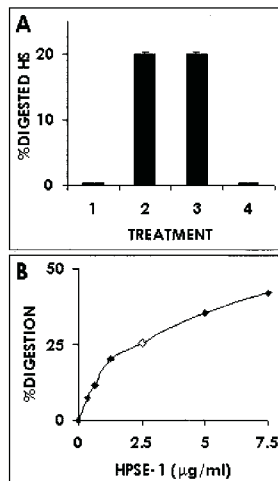 A
%DIGESTED HS
20
10
0
1 2 3 4
TREATMENT
B
%DIGESTION
50
25
0
0 2.5 5 7.5
HPSE-1 (µg/ml)